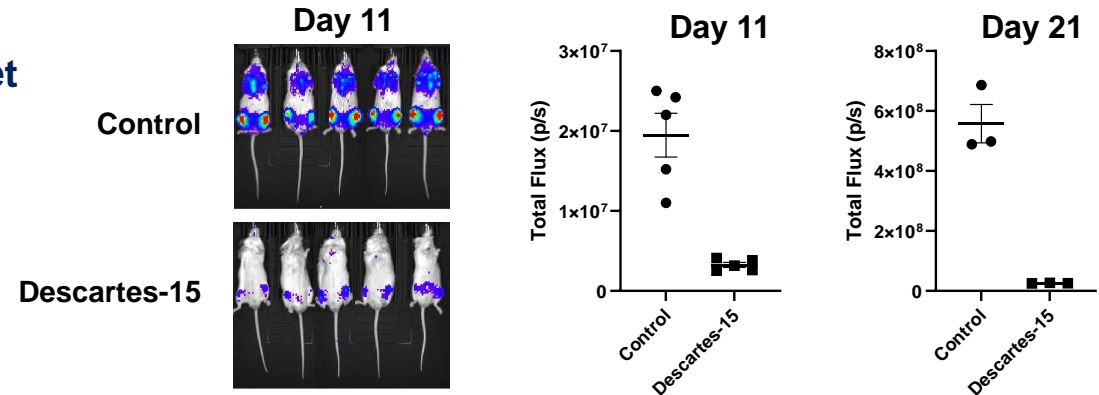 et
Day 11
Control
Descartes-15
Day 11
Total Flux (p/s)
3×10⁷
2×10⁷
1×10⁷
0
Control
Descartes-15
Day 21
Total Flux (p/s)
8×10⁸
6×10⁸
4×10⁸
2×10⁸
0
Control
Descartes-15